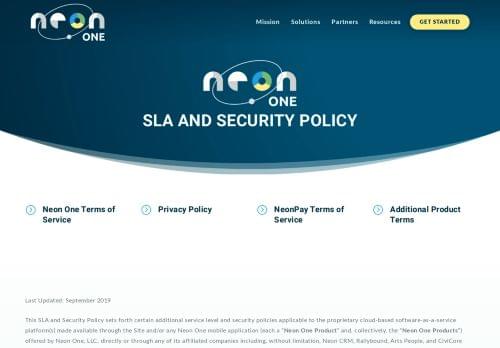 neon
ONE
Mission Solutions Partners Resources GET STARTED
neon
ONE
SLA AND SECURITY POLICY
Neon One Terms of Service
Privacy Policy
NeonPay Terms of Service
Additional Product Terms
Last Updated: September 2019
This SLA and Security Policy sets forth certain additional service level and security policies applicable to the proprietary cloud-based software-as-a-service
platform(s) made available through the Site and/or any Neon One mobile application (each a "Neon One Product" and, collectively, the "Neon One Products")
offered by Neon One, LLC, directly or through any of its affiliated companies including, without limitation, Neon CRM, Rallybound, Arts People, and CiviCore